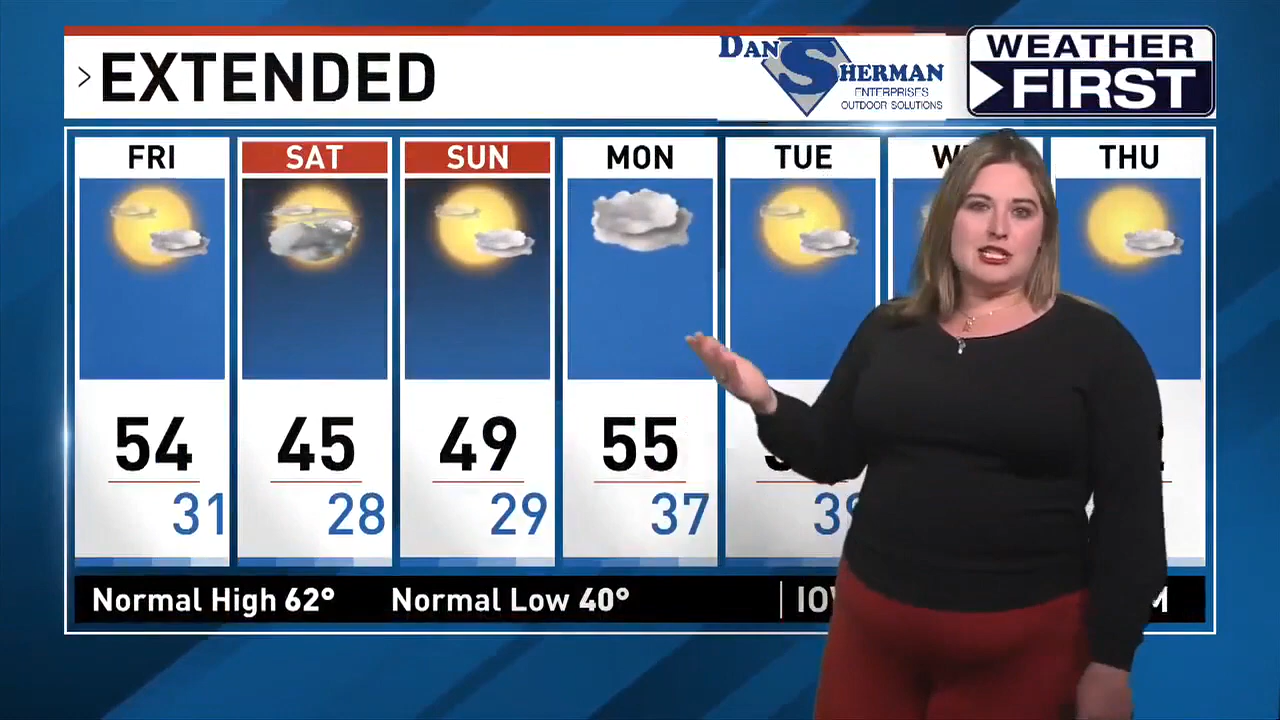 EXTENDED
DAN SHERMAN
ENTERPRISES
OUTDOOR SOLUTIONS
WEATHER
FIRST
FRI SAT SUN MON TUE THU
54 45 49 55
31 28 29 37
Normal High 62° Normal Low 40°